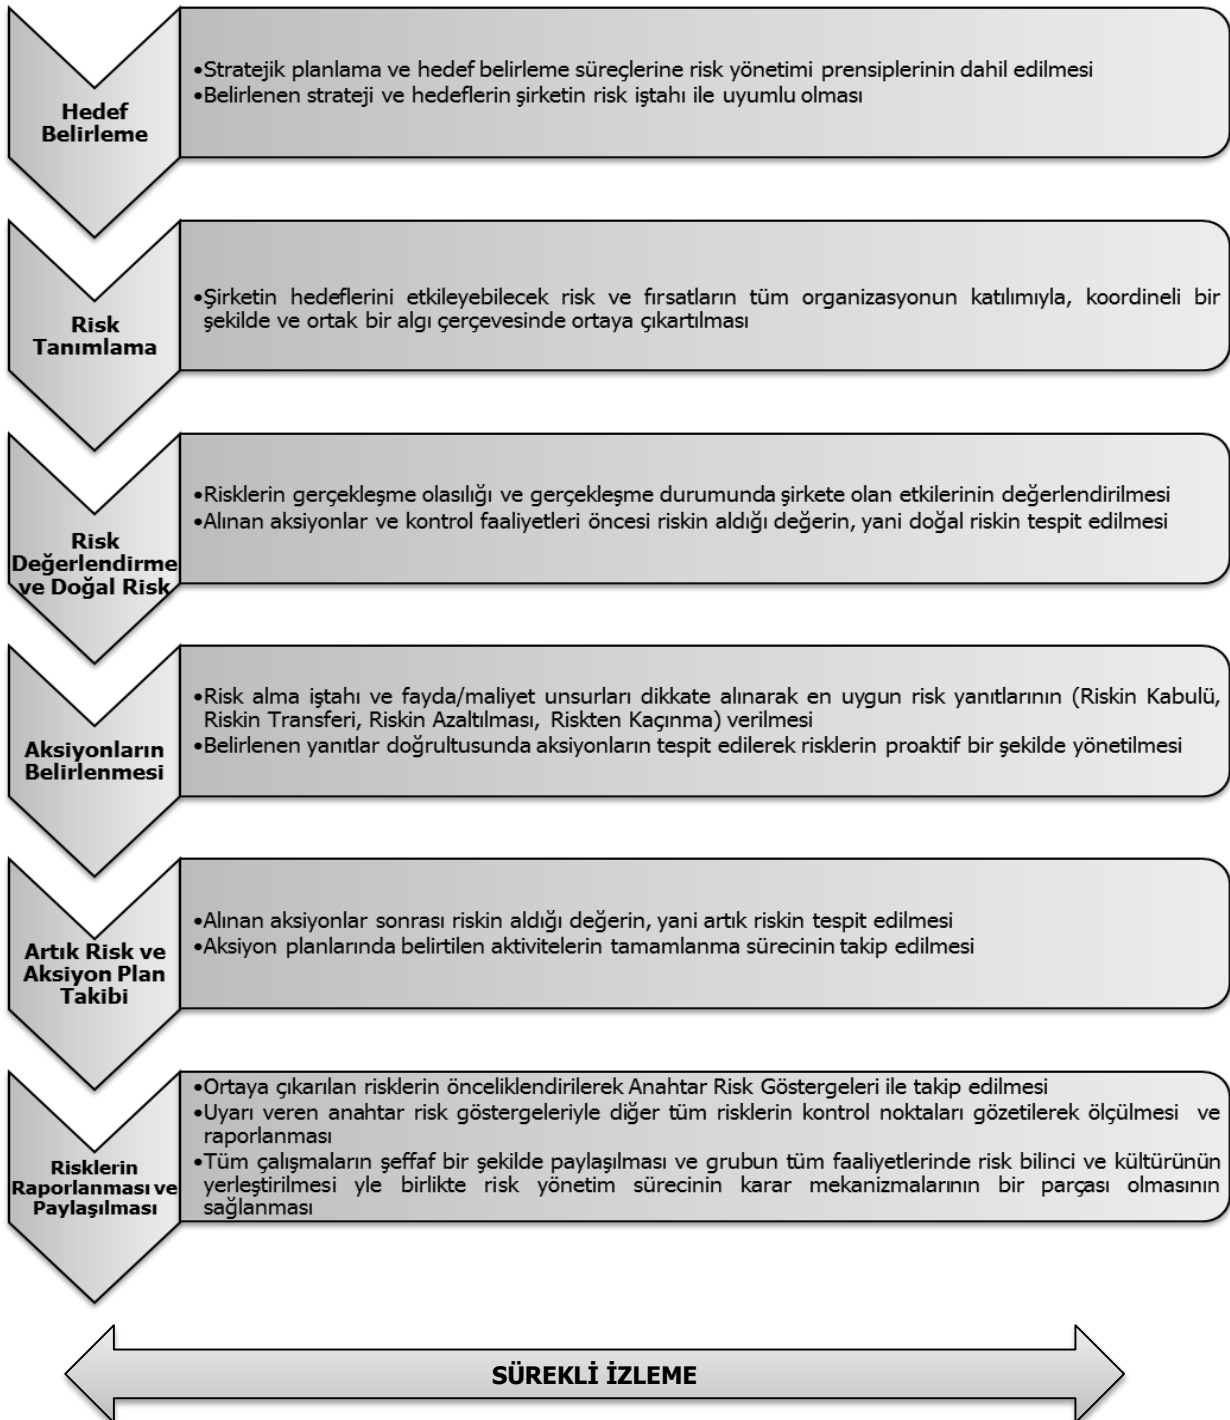 Hedef
Belirleme
•Stratejik planlama ve hedef belirleme süreçlerine risk yönetimi prensiplerinin dahil edilmesi
•Belirlenen strateji ve hedeflerin şirketin risk iştahı ile uyumlu olması
Risk
Tanımlama
•Şirketin hedeflerini etkileyebilecek risk ve fırsatların tüm organizasyonun katılımıyla, koordineli bir
şekilde ve ortak bir algı çerçevesinde ortaya çıkartılması
Risk
Değerlendirme
ve Doğal Risk
•Risklerin gerçekleşme olasılığı ve gerçekleşme durumunda şirkete olan etkilerinin değerlendirilmesi
•Alınan aksiyonlar ve kontrol faaliyetleri öncesi riskin aldığı değerin, yani doğal riskin tespit edilmesi
Aksiyonların
Belirlenmesi
•Risk alma iştahı ve fayda/maliyet unsurları dikkate alınarak en uygun risk yanıtlarının (Riskin Kabulü,
Riskin Transferi, Riskin Azaltılması, Riskten Kaçınma) verilmesi
•Belirlenen yanıtlar doğrultusunda aksiyonların tespit edilerek risklerin proaktif bir şekilde yönetilmesi
Artık Risk ve
Aksiyon Plan
Takibi
•Alınan aksiyonlar sonrası riskin aldığı değerin, yani artık riskin tespit edilmesi
•Aksiyon planlarında belirtilen aktivitelerin tamamlanma sürecinin takip edilmesi
Risklerin
Raporlanması ve
Paylaşılması
•Ortaya çıkarılan risklerin önceliklendirilerek Anahtar Risk Göstergeleri ile takip edilmesi
•Uyarı veren anahtar risk göstergeleriyle diğer tüm risklerin kontrol noktaları gözetilerek ölçülmesi ve
raporlanması
•Tüm çalışmaların şeffaf bir şekilde paylaşılması ve grubun tüm faaliyetlerinde risk bilinci ve kültürünün
yerleştirilmesi yle birlikte risk yönetim sürecinin karar mekanizmalarının bir parçası olmasının
sağlanması
SÜREKLİ İZLEME